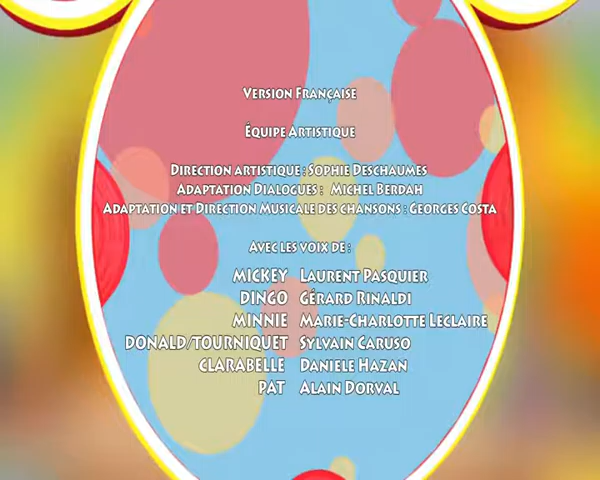 Version Française
Équipe Artistique
Direction artistique : Sophie Deschaumes
Adaptation Dialogues : Michel Berdah
Adaptation et Direction Musicale des chansons : Georges Costa
Avec les voix de :
MICKEY Laurent Pasquier
DINGO Gérard Rinaldi
MINNIE Marie-Charlotte Leclaire
DONALD/TOURNIQUET Sylvain Caruso
CLARABELLE Daniele Hazan
PAT Alain Dorval